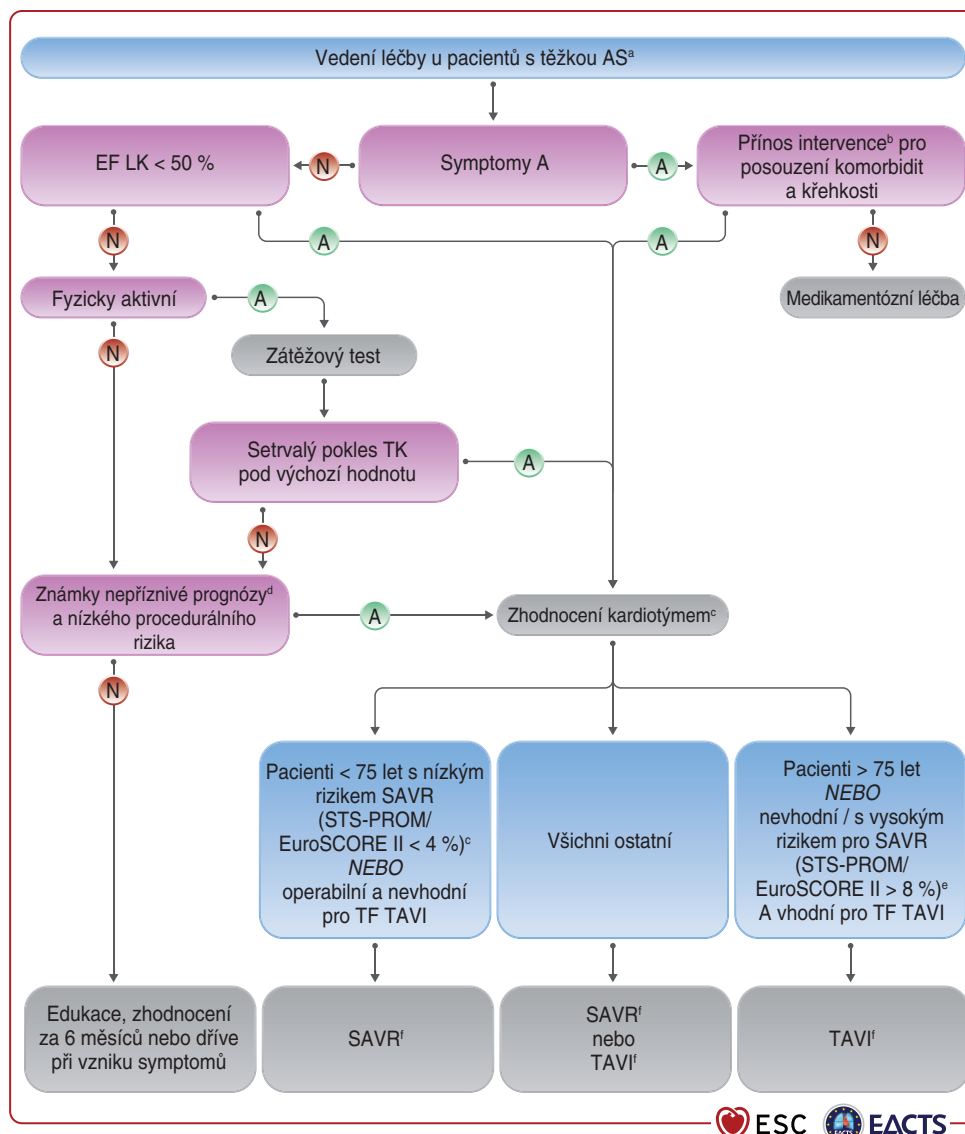 Vedení léčby u pacientů s těžkou ASᵃ
EF LK < 50 %
N
Symptomy A
A
Přínos intervenceᵇ pro
posouzení komorbidit
a křehkosti
N
A
A
N
Fyzicky aktivní
A
Medikamentózní léčba
N
Zátěžový test
Setrvalý pokles TK
pod výchozí hodnotu
A
N
Známky nepříznivé prognózyᵈ
a nízkého procedurálního
rizika
A
Zhodnocení kardiotýmemᶜ
N
Pacienti < 75 let s nízkým
rizikem SAVR
(STS-PROM/
EuroSCORE II < 4 %)ᶜ
NEBO
operabilní a nevhodní
pro TF TAVI
Všichni ostatní
Pacienti > 75 let
NEBO
nevhodní / s vysokým
rizikem pro SAVR
(STS-PROM/
EuroSCORE II > 8 %)ᵉ
A vhodní pro TF TAVI
Edukace, zhodnocení
za 6 měsíců nebo dříve
při vzniku symptomů
SAVRᶠ
SAVRᶠ
nebo
TAVIᶠ
TAVIᶠ
ESC
EACTS
EACTS